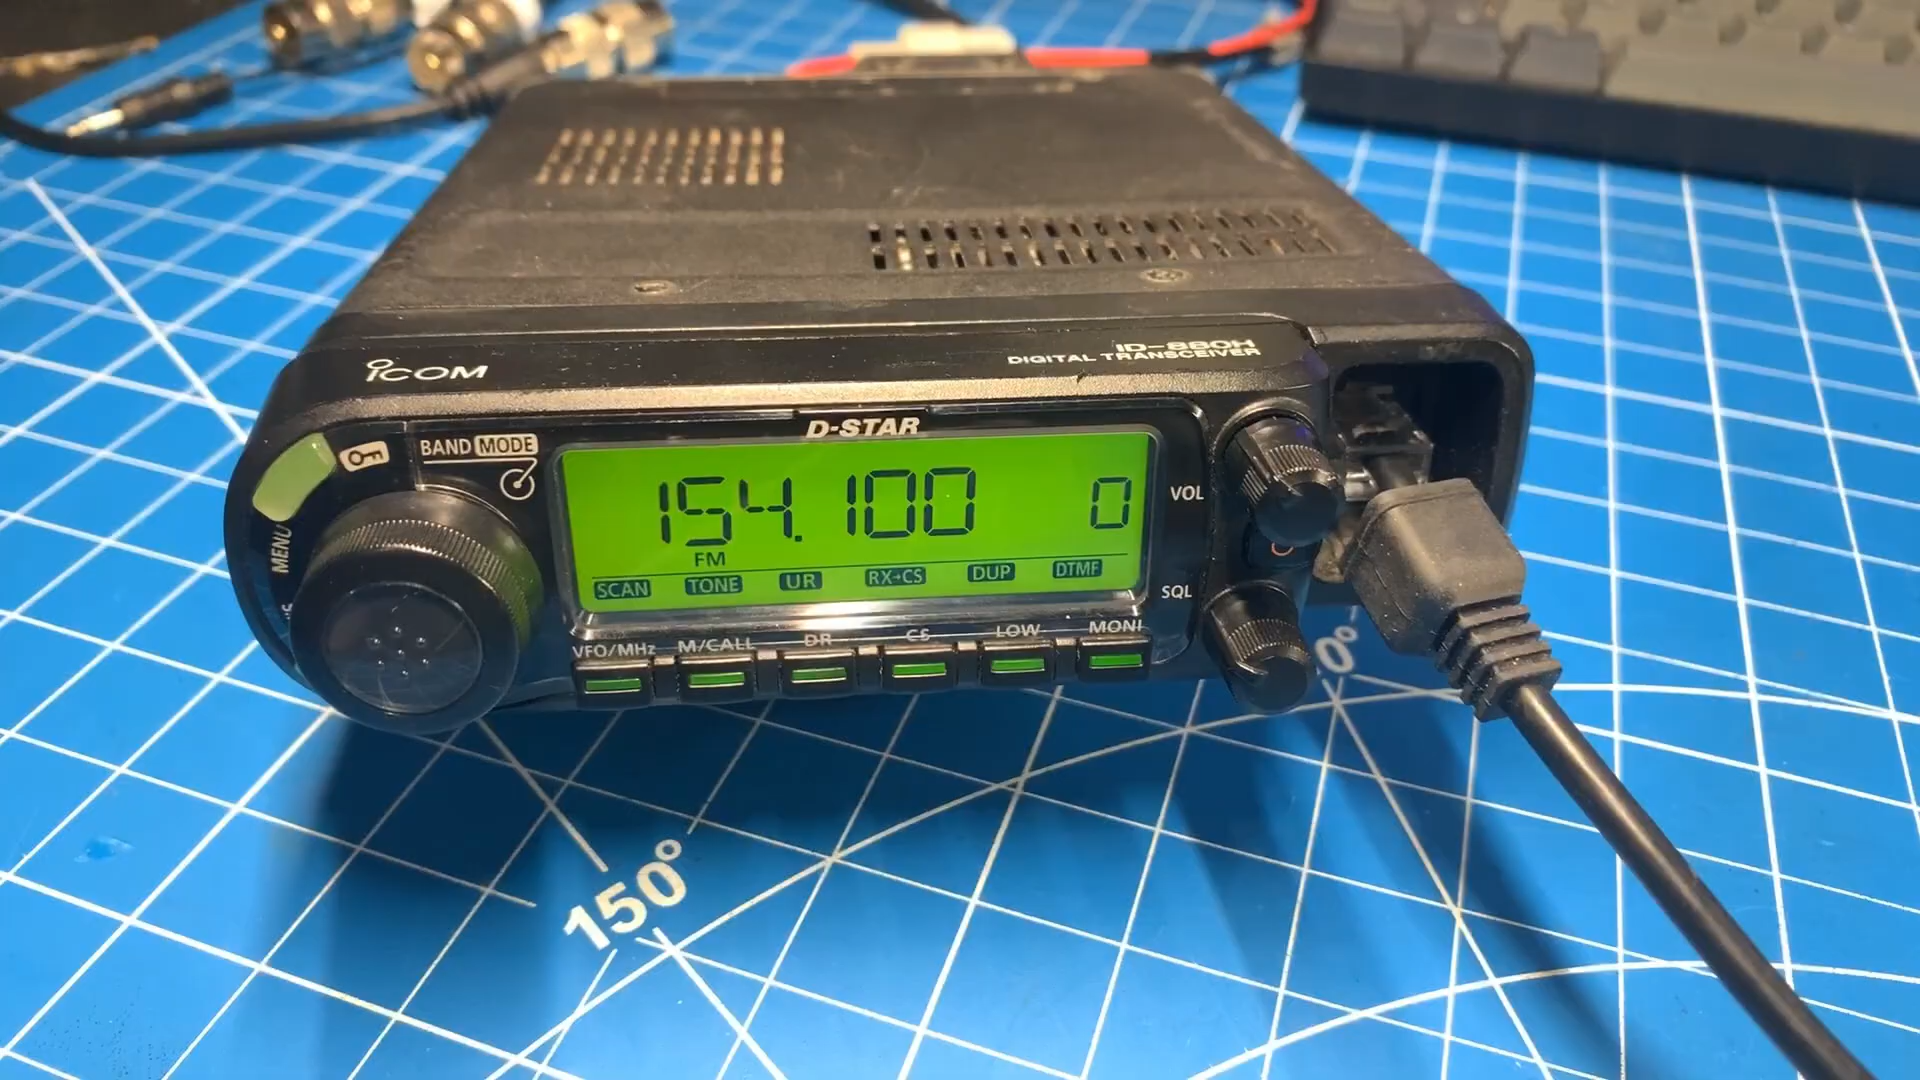 ICOM
ID-880H
DIGITAL TRANSCEIVER
D-STAR
BAND MODE
MENU
154.100 0
FM
SCAN TONE UR RX→CS DUP DTMF
VOL
SQL
VFO/MHz M/CALL DR CS LOW MONI
150°
0°